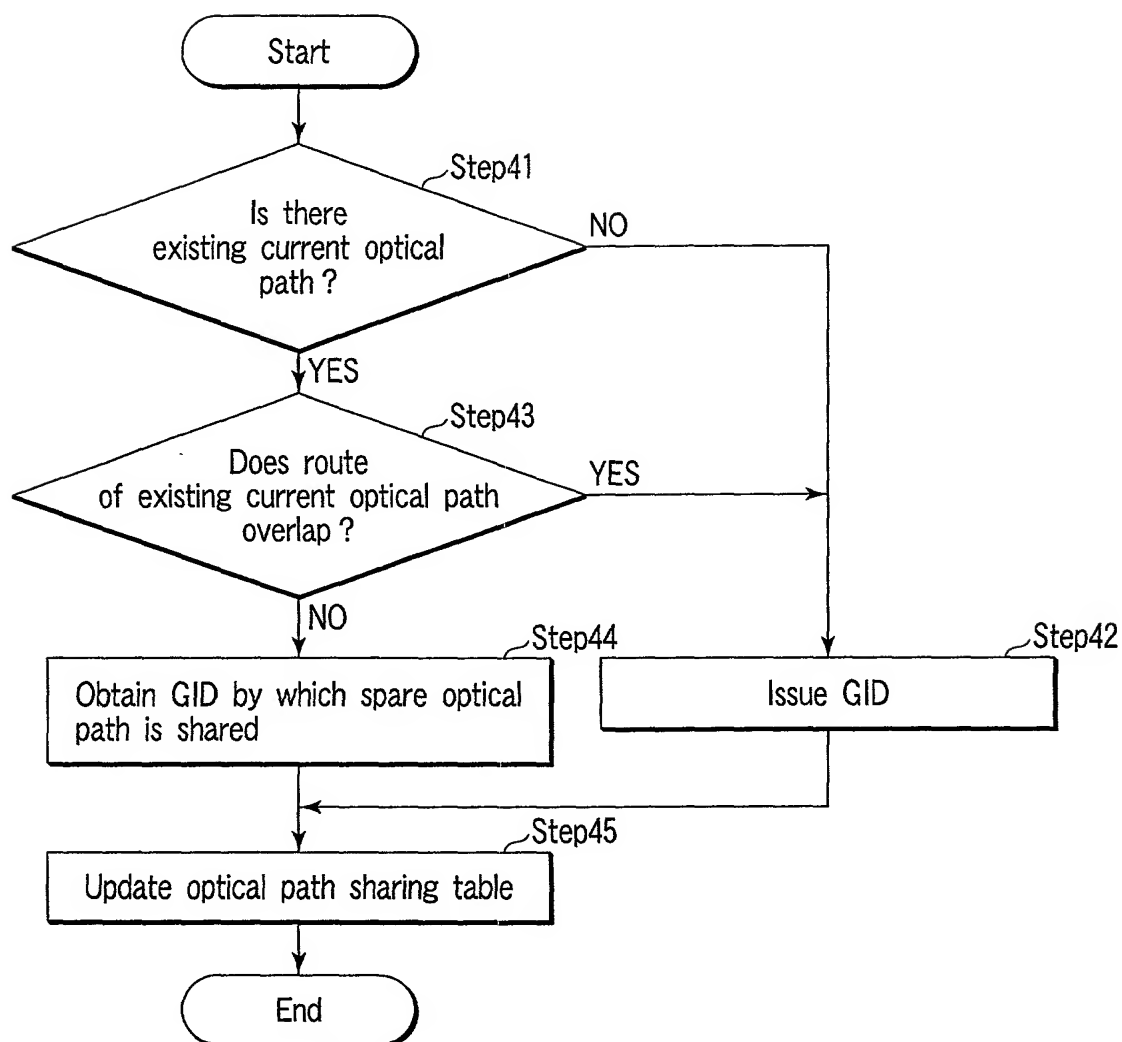 Start
Step41
Is there
existing current optical
path ?
NO
YES
Step43
Does route
of existing current optical path
overlap ?
YES
NO
Step44
Obtain GID by which spare optical
path is shared
Step42
Issue GID
Step45
Update optical path sharing table
End